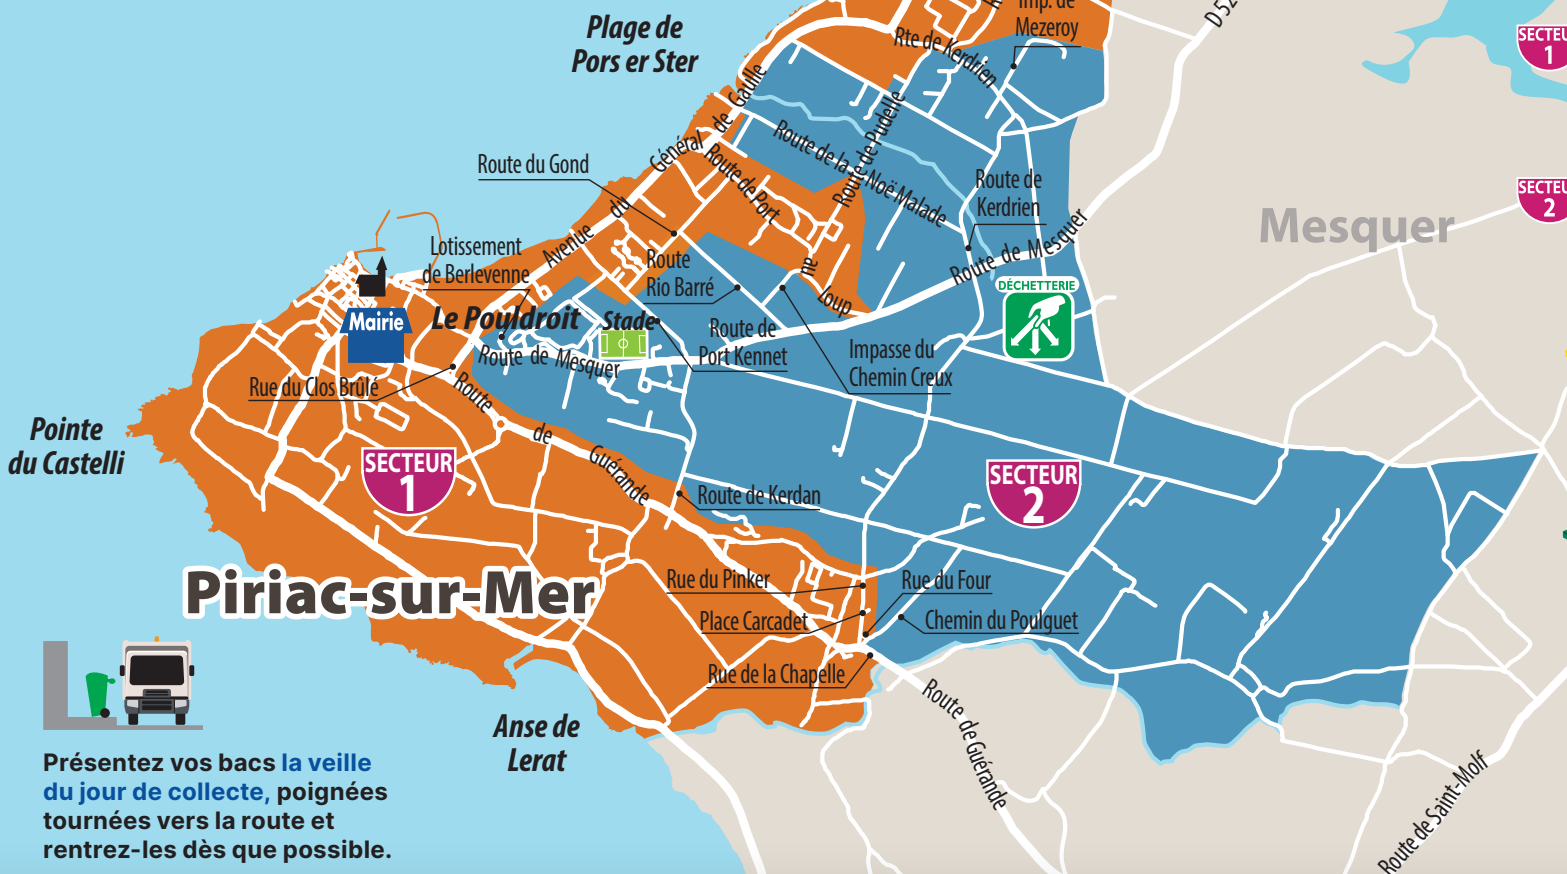 Plage de
Pors er Ster
Imp. de
Mezeroy
D 52
SECTEUR
1
Rte de Kerdrien
Avenue du Général de Gaulle
Route de Pudelle
Route de la Noë Malade
Route du Gond
Route de Port au Loup
Route de
Kerdrien
SECTEUR
2
Mesquer
Lotissement
de Berlevenne
Route
Rio Barré
Route de Mesquer
DÉCHETTERIE
Mairie
Le Pouldroit
Stade
Route de
Port Kennet
Route de Mesquer
Impasse du
Chemin Creux
Rue du Clos Brûlé
Route de Guérande
Pointe
du Castelli
SECTEUR
1
SECTEUR
2
Route de Kerdan
Piriac-sur-Mer
Rue du Pinker
Rue du Four
Place Carcadet
Chemin du Poulguet
Rue de la Chapelle
Route de Guérande
Anse de
Lerat
Route de Saint-Molf
Présentez vos bacs la veille
du jour de collecte, poignées
tournées vers la route et
rentrez-les dès que possible.